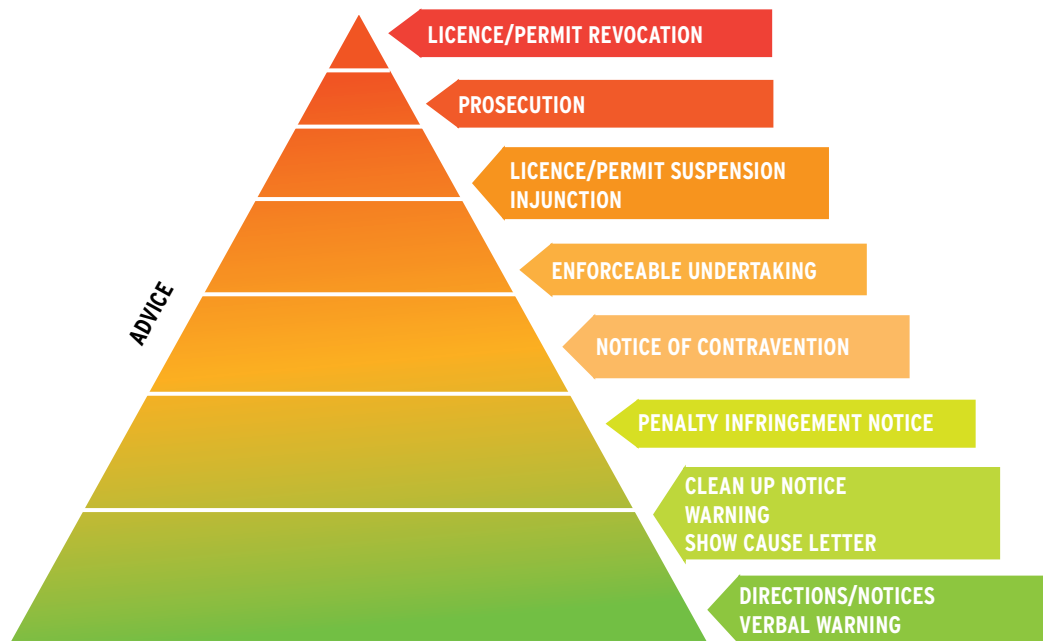 LICENCE/PERMIT REVOCATION
PROSECUTION
LICENCE/PERMIT SUSPENSION
INJUNCTION
ENFORCEABLE UNDERTAKING
ADVICE
NOTICE OF CONTRAVENTION
PENALTY INFRINGEMENT NOTICE
CLEAN UP NOTICE
WARNING
SHOW CAUSE LETTER
DIRECTIONS/NOTICES
VERBAL WARNING